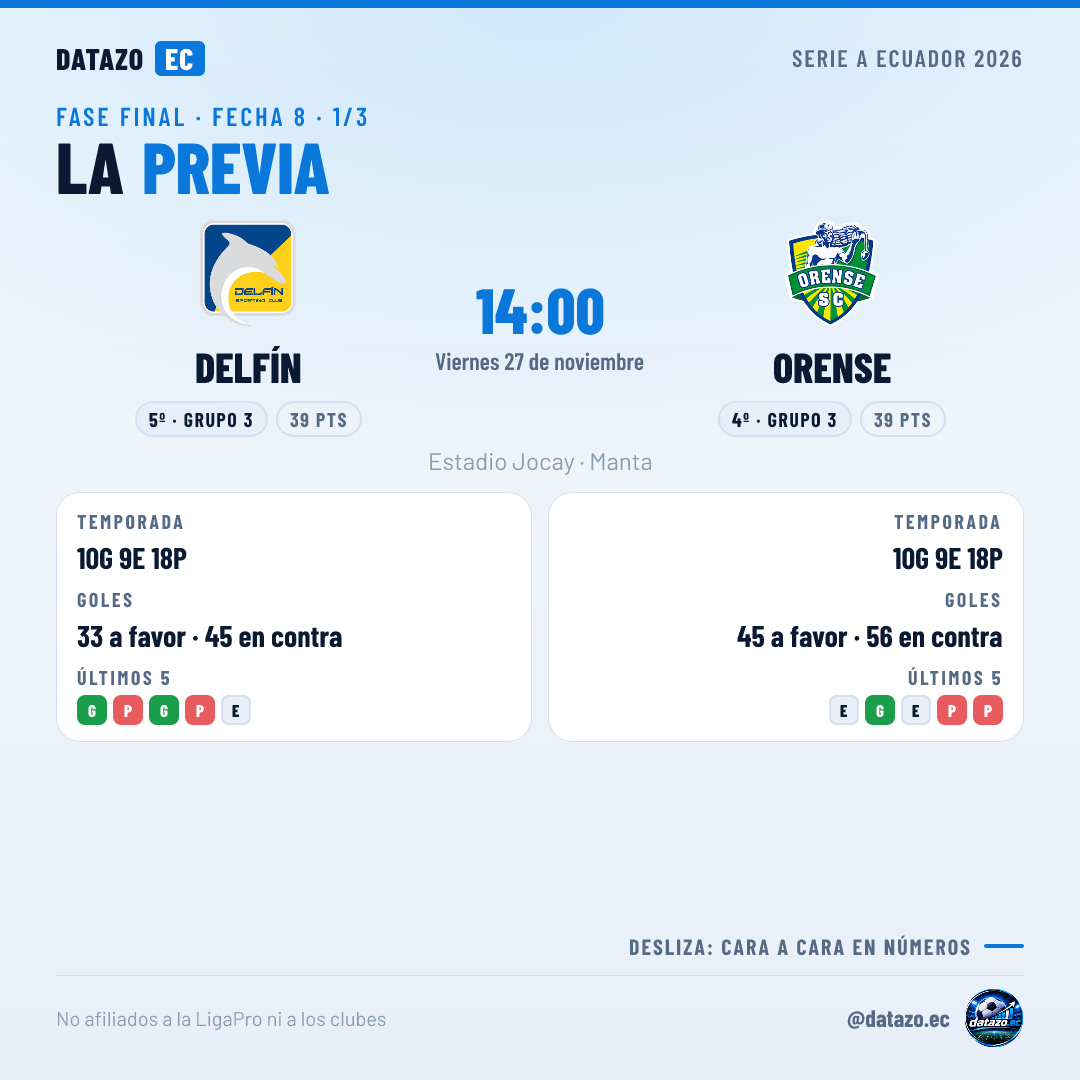 DATAZO EC
SERIE A ECUADOR 2026
FASE FINAL · FECHA 8 · 1/3
LA PREVIA
DELFÍN
SPORTING CLUB
ORENSE
SC
14:00
Viernes 27 de noviembre
DELFÍN
ORENSE
5º · GRUPO 3
39 PTS
4º · GRUPO 3
39 PTS
Estadio Jocay · Manta
TEMPORADA
10G 9E 18P
GOLES
33 a favor · 45 en contra
ÚLTIMOS 5
G P G P E
TEMPORADA
10G 9E 18P
GOLES
45 a favor · 56 en contra
ÚLTIMOS 5
E G E P P
DESLIZA: CARA A CARA EN NÚMEROS
No afiliados a la LigaPro ni a los clubes
@datazo.ec
datazo.ec